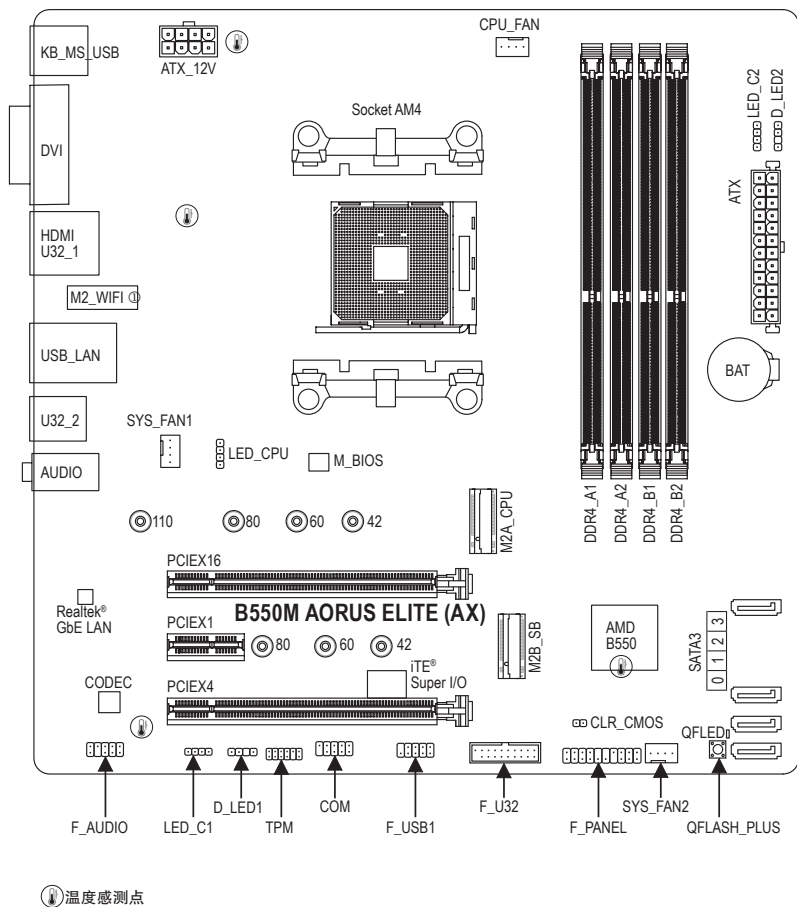 KB_MS_USB
ATX_12V
CPU_FAN
LED_C2
D_LED2
Socket AM4
DVI
ATX
HDMI
U32_1
M2_WIFI ①
USB_LAN
BAT
U32_2
SYS_FAN1
LED_CPU
M_BIOS
AUDIO
DDR4_A1
DDR4_A2
DDR4_B1
DDR4_B2
M2A_CPU
110
80
60
42
PCIEX16
B550M AORUS ELITE (AX)
Realtek®
GbE LAN
PCIEX1
80
60
42
M2B_SB
AMD
B550
SATA3
0 1 2 3
iTE®
Super I/O
CODEC
PCIEX4
CLR_CMOS
QFLED
F_AUDIO
LED_C1
D_LED1
TPM
COM
F_USB1
F_U32
F_PANEL
SYS_FAN2
QFLASH_PLUS
温度感测点